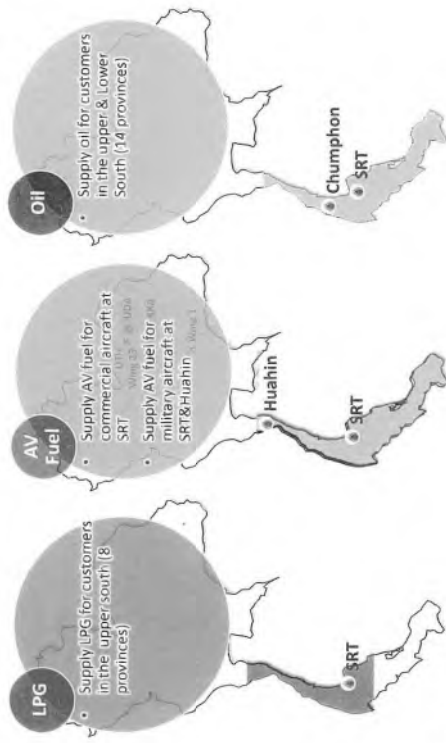 LPG
• Supply LPG for customers
in the upper south (8
provinces)
SRT
AV
Fuel
• Supply AV fuel for
commercial aircraft at
SRT
• Supply AV fuel for
military aircraft at
SRT&Huahin
Huahin
SRT
Oil
• Supply oil for customers
in the upper & Lower
South (14 provinces)
Chumphon
SRT